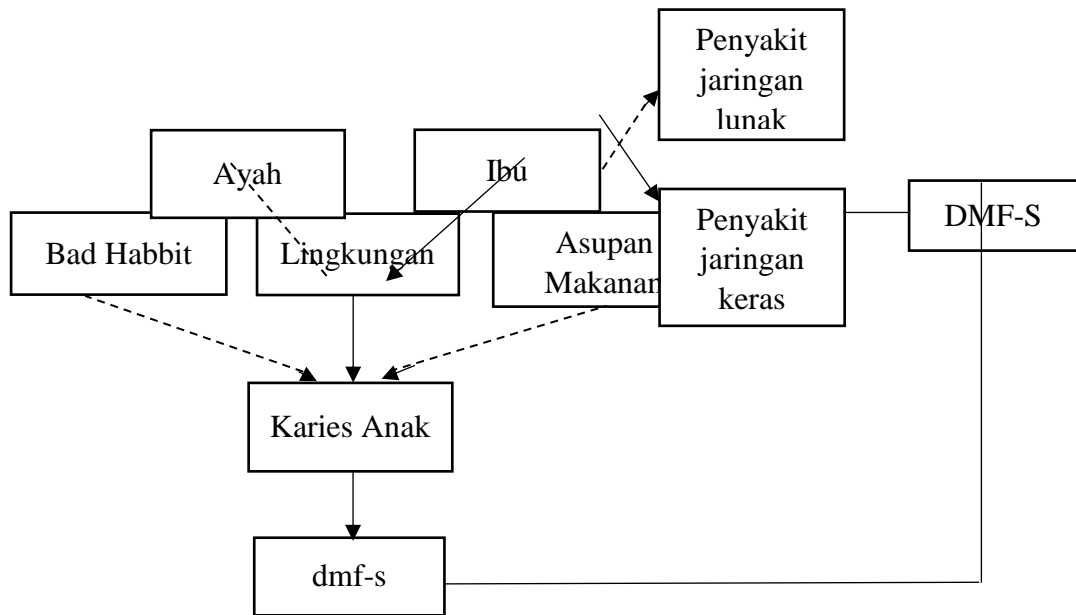 Penyakit
jaringan
lunak
Ayah
Ibu
Bad Habbit
Lingkungan
Asupan
Makanan
Penyakit
jaringan
keras
DMF-S
Karies Anak
dmf-s